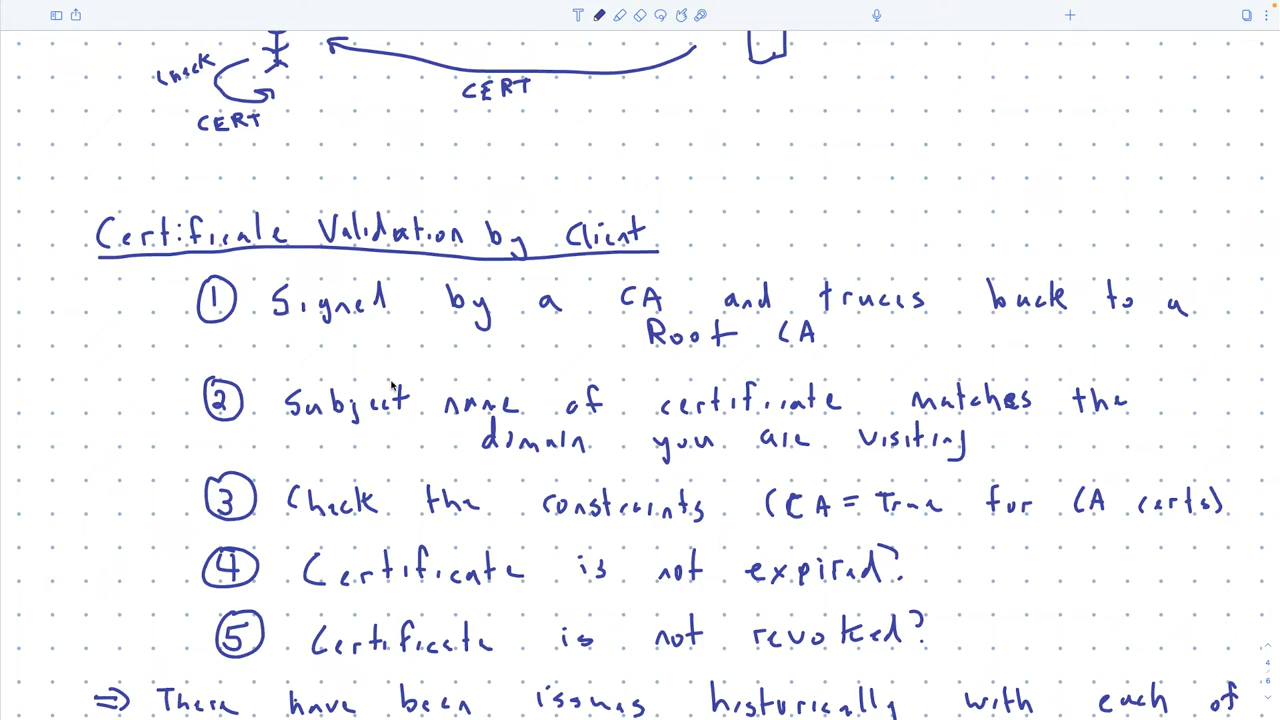 Check
CERT
CERT
Certificate Validation by Client
① Signed by a CA and traces back to a
Root CA
② Subject name of certificate matches the
domain you are visiting
③ Check the constraints (CA = True for CA certs)
④ Certificate is not expired?
⑤ Certificate is not revoked?
⇒ There have been issues historically with each of
4
6